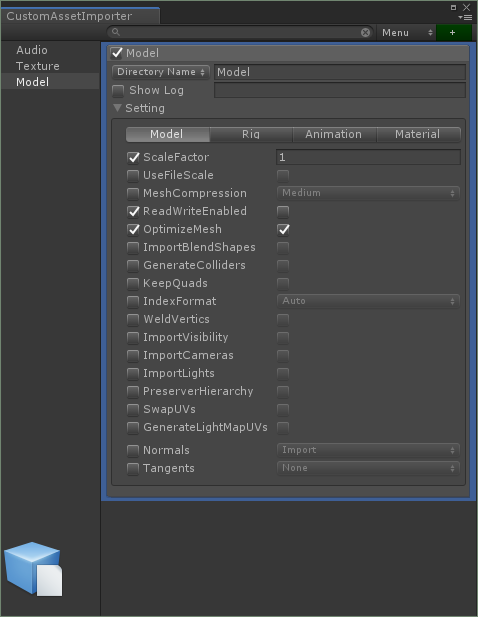 CustomAssetImporter
Menu
+
Audio
Texture
Model
Model
Directory Name Model
Show Log
Setting
Model Rig Animation Material
ScaleFactor 1
UseFileScale
MeshCompression Medium
ReadWriteEnabled
OptimizeMesh
ImportBlendShapes
GenerateColliders
KeepQuads
IndexFormat Auto
WeldVertics
ImportVisibility
ImportCameras
ImportLights
PreserverHierarchy
SwapUVs
GenerateLightMapUVs
Normals Import
Tangents None